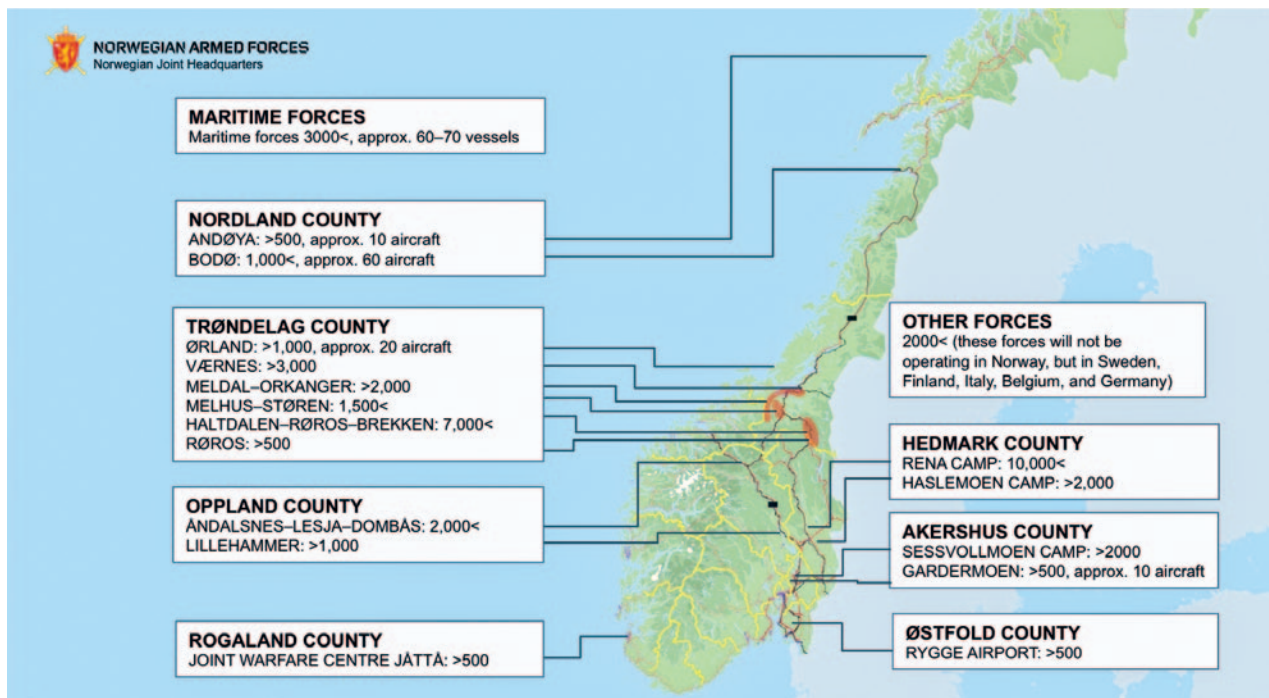 NORWEGIAN ARMED FORCES
Norwegian Joint Headquarters
MARITIME FORCES
Maritime forces 3000<, approx. 60–70 vessels
NORDLAND COUNTY
ANDØYA: >500, approx. 10 aircraft
BODØ: 1,000<, approx. 60 aircraft
TRØNDELAG COUNTY
ØRLAND: >1,000, approx. 20 aircraft
VÆRNES: >3,000
MELDAL–ORKANGER: >2,000
MELHUS–STØREN: 1,500<
HALTDALEN–RØROS–BREKKEN: 7,000<
RØROS: >500
OPPLAND COUNTY
ÅNDALSNES–LESJA–DOMBÅS: 2,000<
LILLEHAMMER: >1,000
ROGALAND COUNTY
JOINT WARFARE CENTRE JÅTTÅ: >500
OTHER FORCES
2000< (these forces will not be
operating in Norway, but in Sweden,
Finland, Italy, Belgium, and Germany)
HEDMARK COUNTY
RENA CAMP: 10,000<
HASLEMOEN CAMP: >2,000
AKERSHUS COUNTY
SESSVOLLMOEN CAMP: >2000
GARDERMOEN: >500, approx. 10 aircraft
ØSTFOLD COUNTY
RYGGE AIRPORT: >500